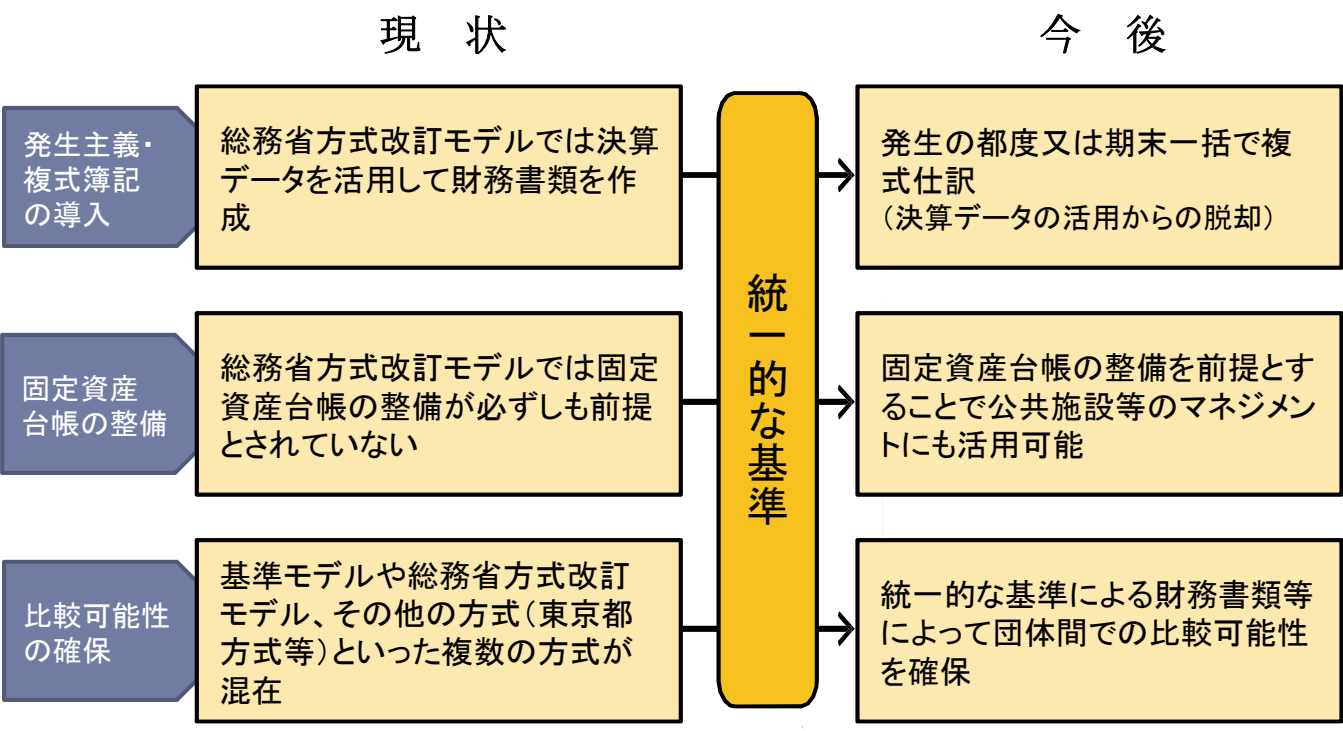 現　状
今　後
発生主義・
複式簿記
の導入
総務省方式改訂モデルでは決算
データを活用して財務書類を作
成
発生の都度又は期末一括で複
式仕訳
（決算データの活用からの脱却）
統一的な基準
固定資産
台帳の整備
総務省方式改訂モデルでは固定
資産台帳の整備が必ずしも前提
とされていない
固定資産台帳の整備を前提とす
ることで公共施設等のマネジメン
トにも活用可能
比較可能性
の確保
基準モデルや総務省方式改訂
モデル、その他の方式（東京都
方式等）といった複数の方式が
混在
統一的な基準による財務書類等
によって団体間での比較可能性
を確保